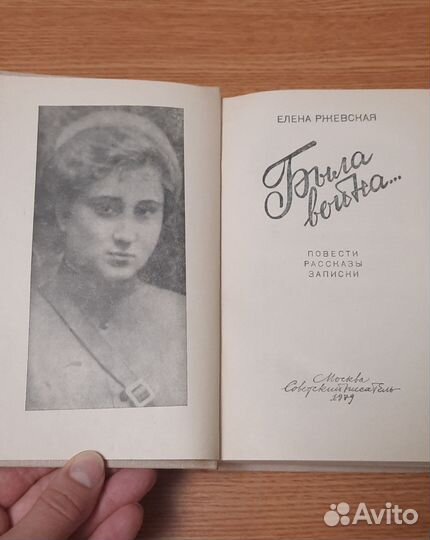 ЕЛЕНА РЖЕВСКАЯ
Была
война...
ПОВЕСТИ
РАССКАЗЫ
ЗАПИСКИ
Москва
Советский писатель
1979
Avito